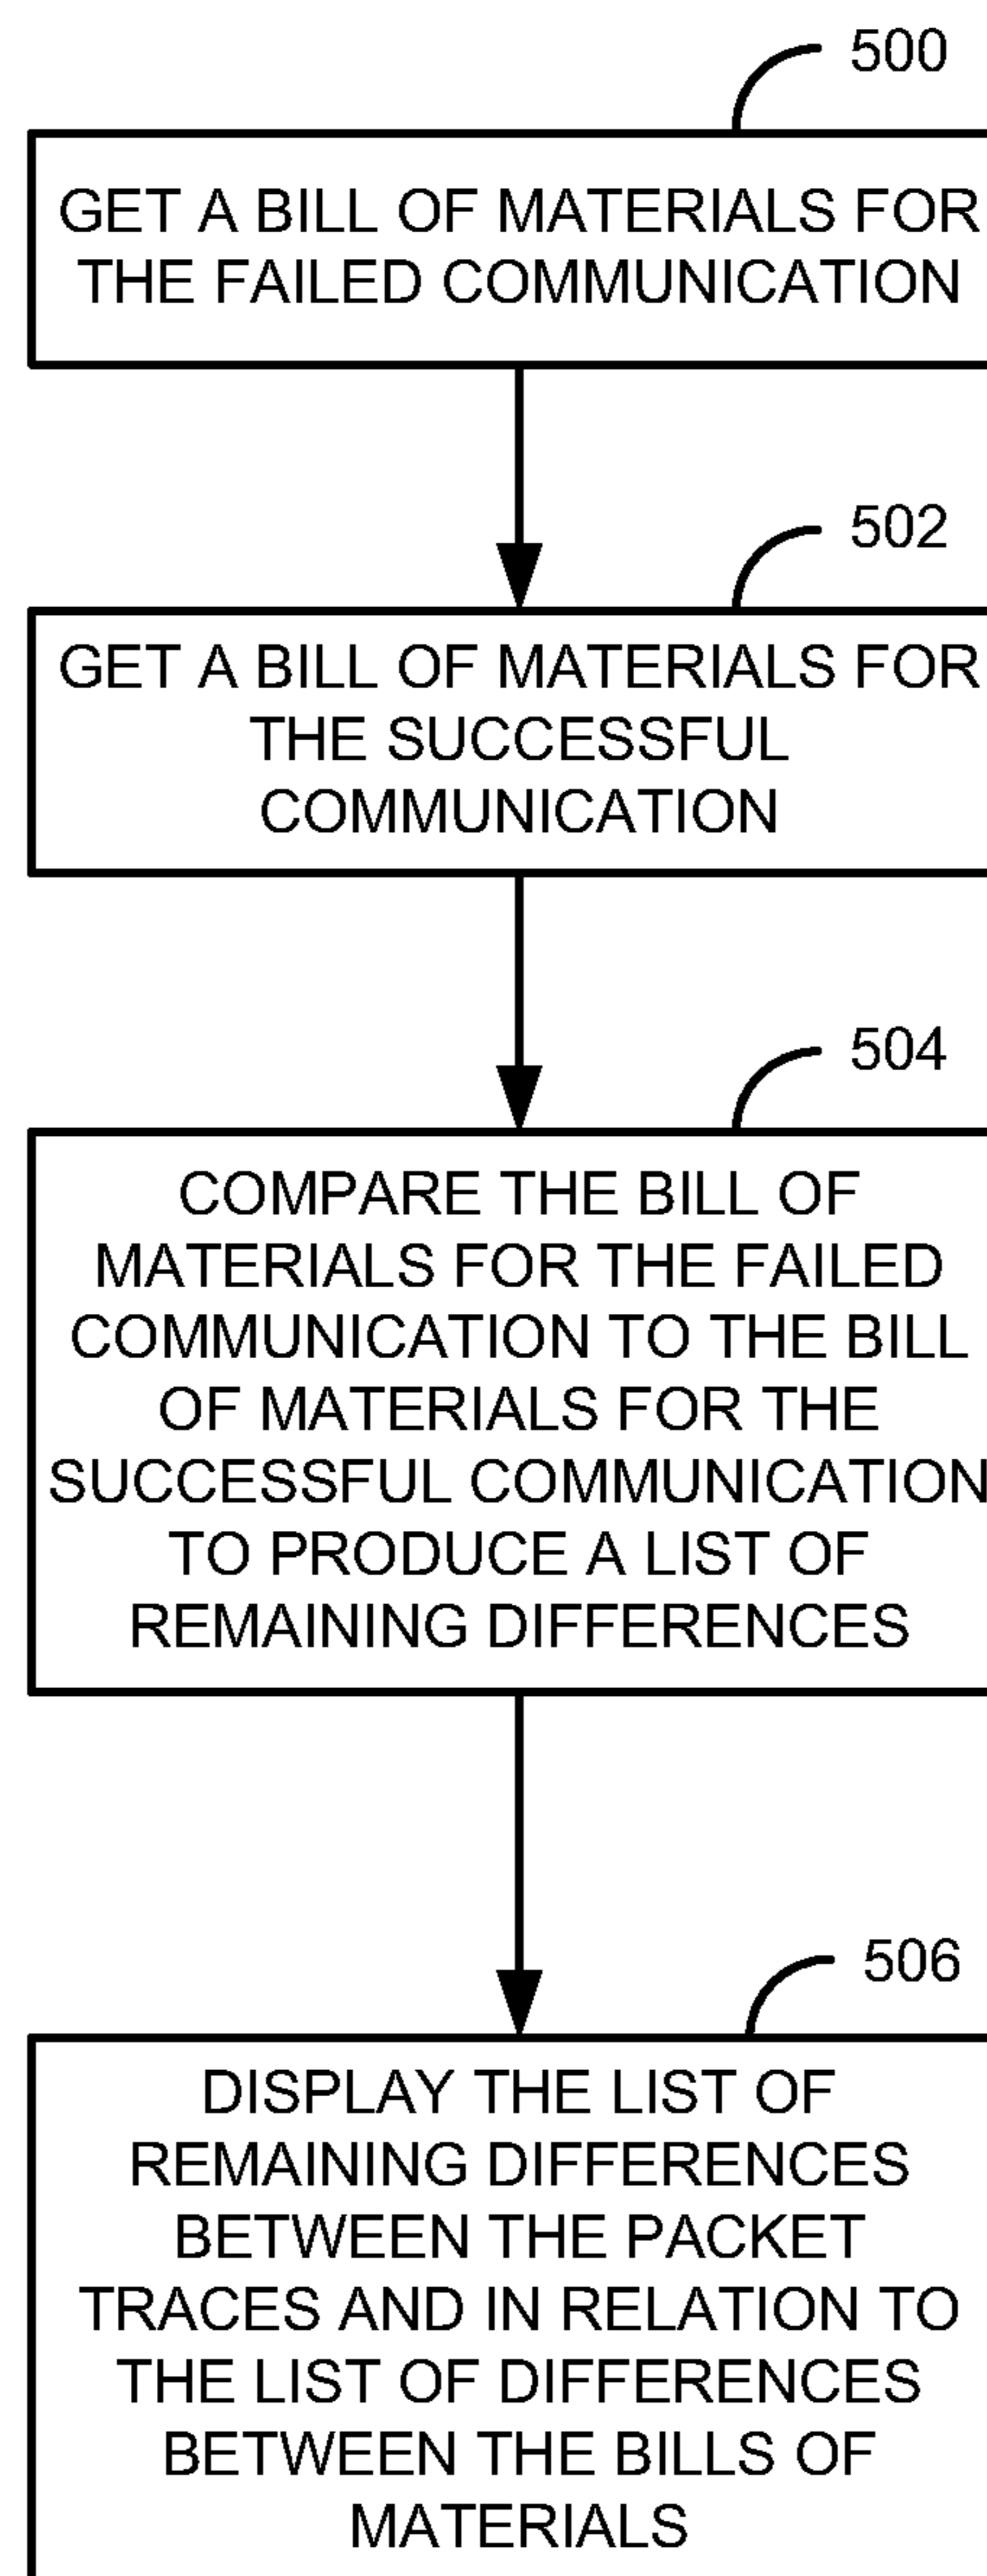 500
GET A BILL OF MATERIALS FOR
THE FAILED COMMUNICATION
502
GET A BILL OF MATERIALS FOR
THE SUCCESSFUL
COMMUNICATION
504
COMPARE THE BILL OF
MATERIALS FOR THE FAILED
COMMUNICATION TO THE BILL
OF MATERIALS FOR THE
SUCCESSFUL COMMUNICATION
TO PRODUCE A LIST OF
REMAINING DIFFERENCES
506
DISPLAY THE LIST OF
REMAINING DIFFERENCES
BETWEEN THE PACKET
TRACES AND IN RELATION TO
THE LIST OF DIFFERENCES
BETWEEN THE BILLS OF
MATERIALS